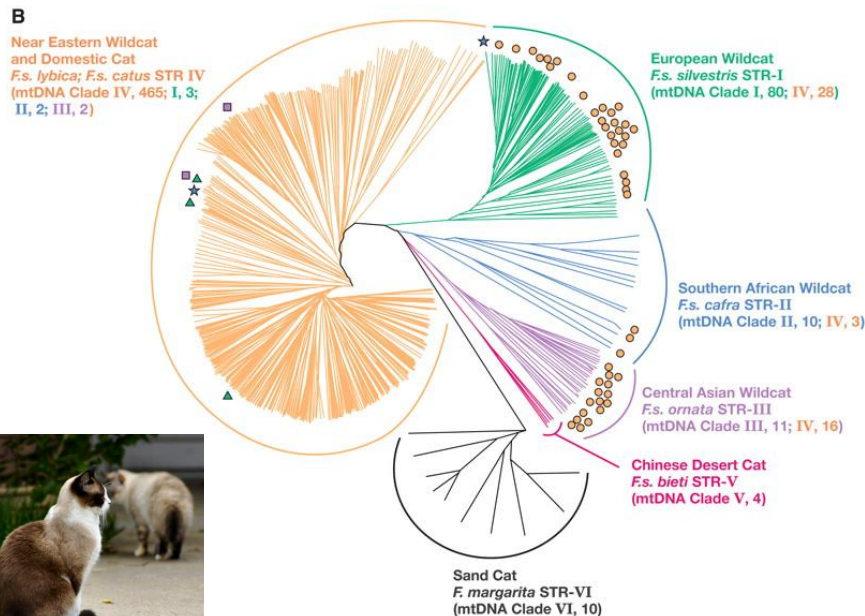 B
Near Eastern Wildcat
and Domestic Cat
F.s. lybica; F.s. catus STR IV
(mtDNA Clade IV, 465; I, 3;
II, 2; III, 2)
European Wildcat
F.s. silvestris STR-I
(mtDNA Clade I, 80; IV, 28)
Southern African Wildcat
F.s. cafra STR-II
(mtDNA Clade II, 10; IV, 3)
Central Asian Wildcat
F.s. ornata STR-III
(mtDNA Clade III, 11; IV, 16)
Chinese Desert Cat
F.s. bieti STR-V
(mtDNA Clade V, 4)
Sand Cat
F. margarita STR-VI
(mtDNA Clade VI, 10)